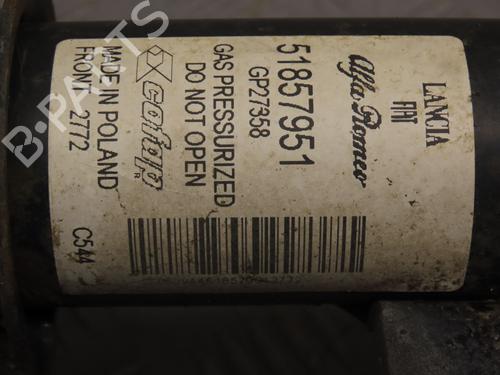 LANCIA
FIAT
Alfa Romeo
51857951
GP27358
GAS PRESSURIZED
DO NOT OPEN
cofap
R
MADE IN POLAND
FRONT 2772
C544
B-PARTS